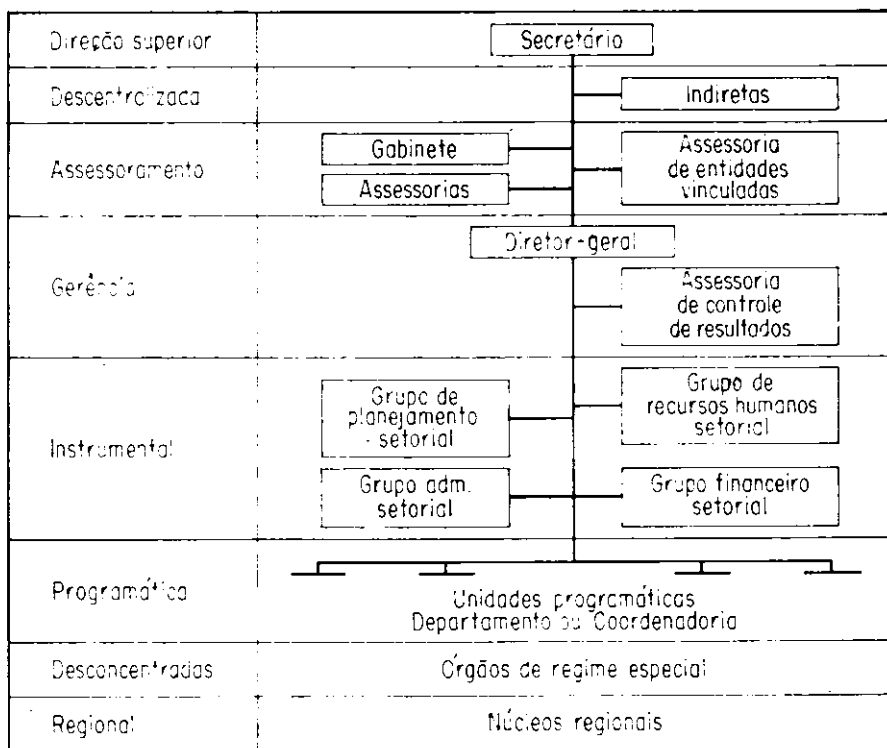 Direção superior
Secretário
Descentralizada
Indiretas
Assessoramento
Gabinete
Assessorias
Assessoria
de entidades
vinculadas
Diretor-geral
Gerência
Assessoria
de controle
de resultados
Instrumental
Grupo de
planejamento
- setorial
Grupo de
recursos humanos
setorial
Grupo adm.
setorial
Grupo financeiro
setorial
Programática
Unidades programáticas
Departamento ou Coordenadoria
Desconcentradas
Órgãos de regime especial
Regional
Núcleos regionais